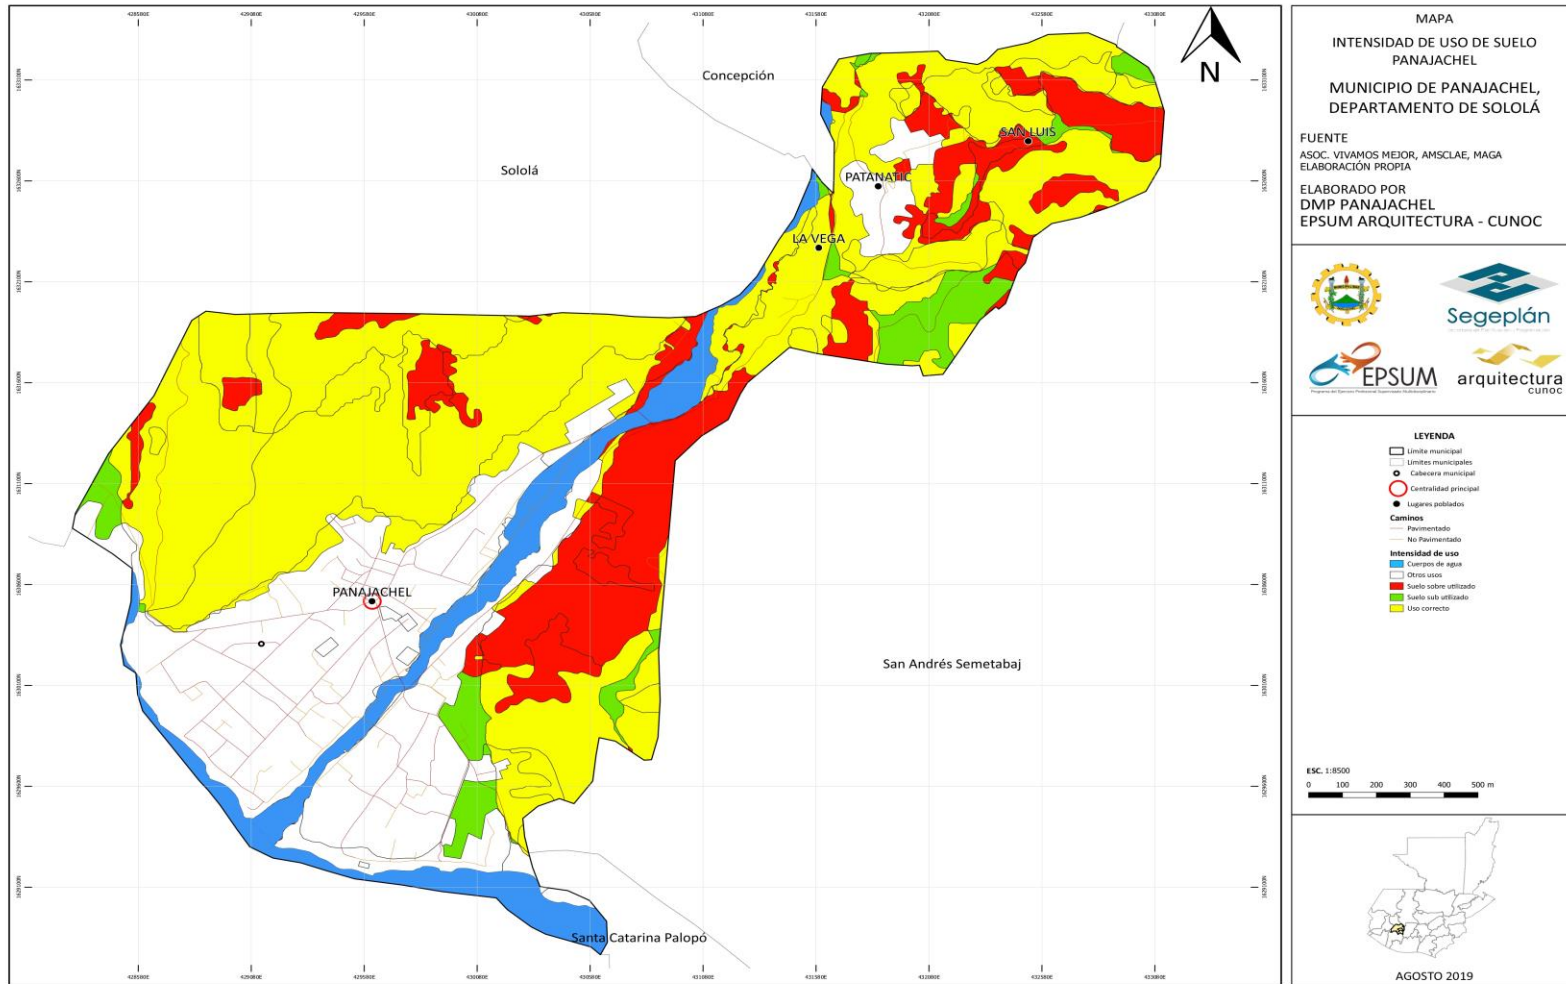 MAPA
INTENSIDAD DE USO DE SUELO
PANAJACHEL
MUNICIPIO DE PANAJACHEL,
DEPARTAMENTO DE SOLOLÁ
FUENTE
ASOC. VIVAMOS MEJOR, AMSCLAE, MAGA
ELABORACIÓN PROPIA
ELABORADO POR
DMP PANAJACHEL
EPSUM ARQUITECTURA - CUNOC
Segeplán
EPSUM
arquitectura
cunoc
LEYENDA
Límite municipal
Límites municipales
Cabecera municipal
Centralidad principal
Lugares poblados
Caminos
Pavimentado
No Pavimentado
Intensidad de uso
Cuerpos de agua
Otros usos
Suelo sobre utilizado
Suelo sub utilizado
Uso correcto
ESC. 1:8500
0 100 200 300 400 500 m
AGOSTO 2019
N
Concepción
Sololá
SAN LUIS
PATANATIC
LA VEGA
PANAJACHEL
San Andrés Semetabaj
Santa Catarina Palopó